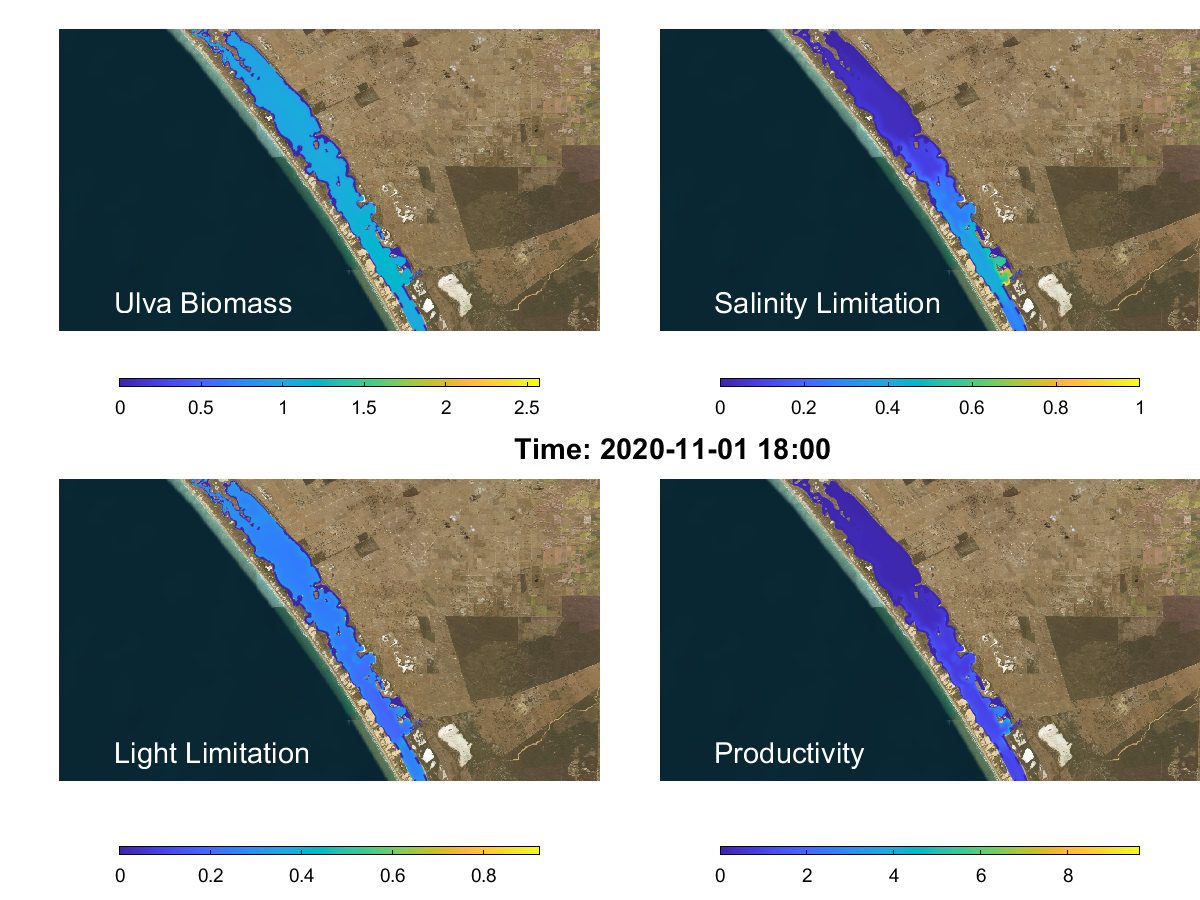 Ulva Biomass
Salinity Limitation
0 0.5 1 1.5 2 2.5
0 0.2 0.4 0.6 0.8 1
Time: 2020-11-01 18:00
Light Limitation
Productivity
0 0.2 0.4 0.6 0.8
0 2 4 6 8